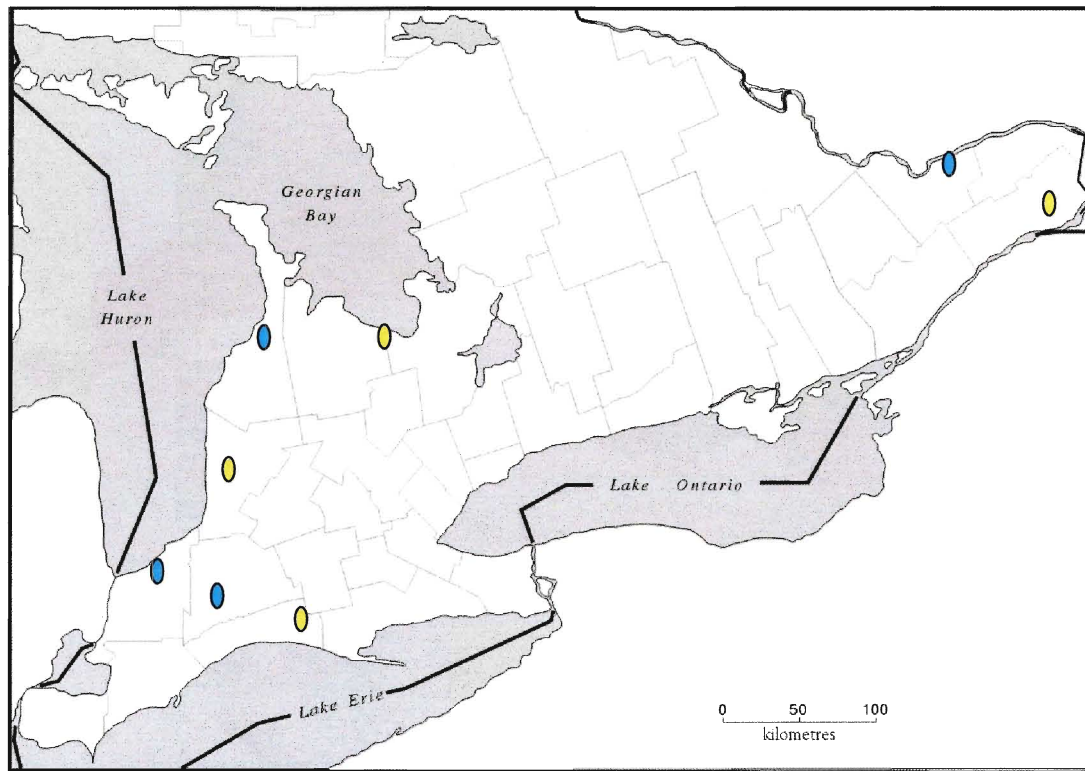 Georgian
Bay
Lake
Huron
Lake Ontario
Lake Erie
0 50 100
kilometres